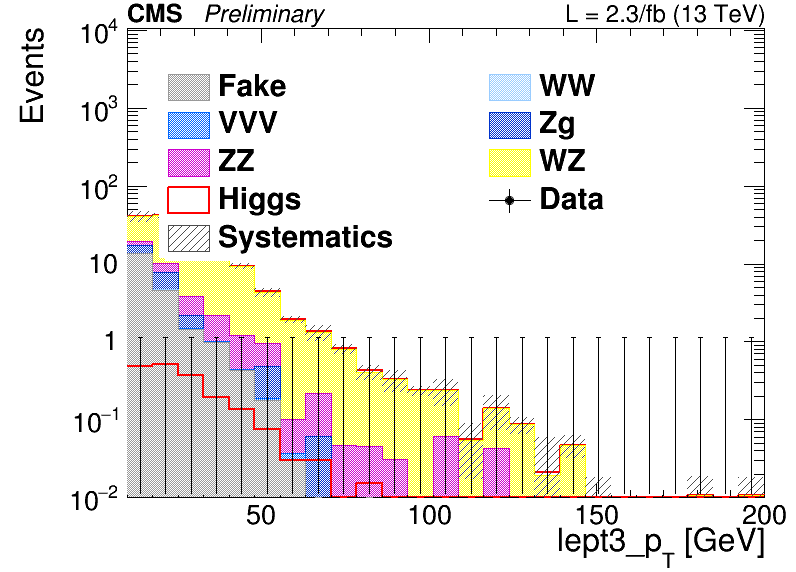 CMS Preliminary L = 2.3/fb (13 TeV)
Events
10^4
10^3
10^2
10
1
10^−1
10^−2
Fake WW
VVV Zg
ZZ WZ
Higgs Data
Systematics
50 100 150 200
lept3_p_T [GeV]